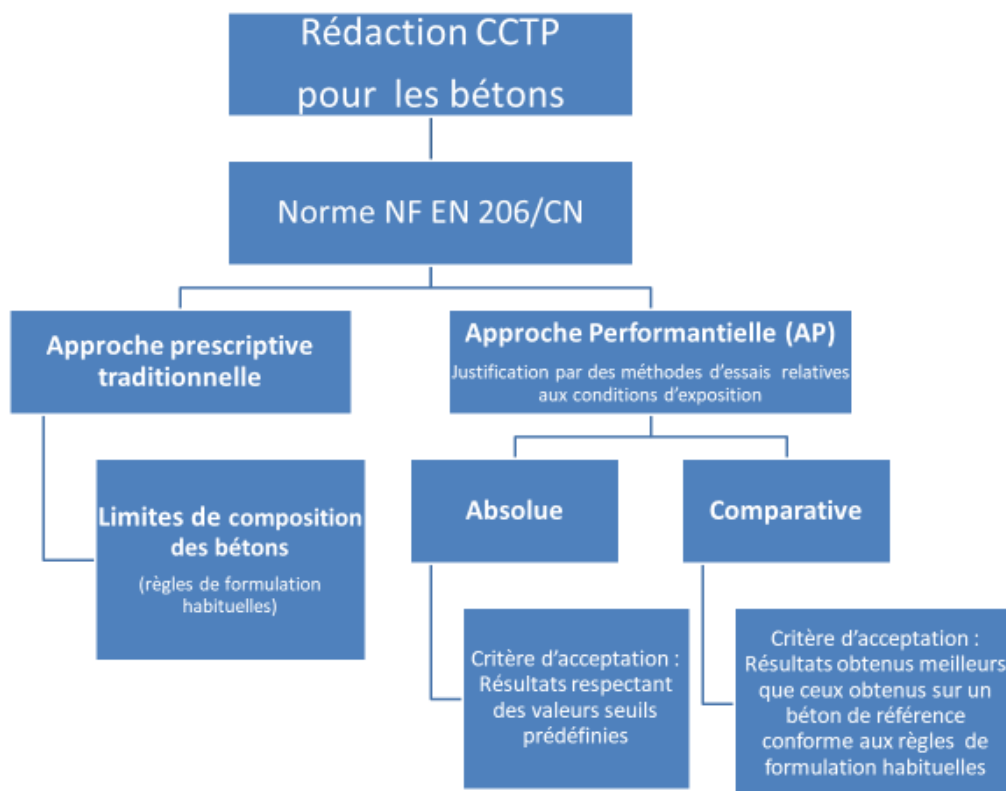 Rédaction CCTP
pour les bétons
Norme NF EN 206/CN
Approche prescriptive
traditionnelle
Approche Performantielle (AP)
Justification par des méthodes d'essais relatives
aux conditions d'exposition
Limites de composition
des bétons
(règles de formulation
habituelles)
Absolue
Comparative
Critère d'acceptation :
Résultats respectant
des valeurs seuils
prédéfinies
Critère d'acceptation :
Résultats obtenus meilleurs
que ceux obtenus sur un
béton de référence
conforme aux règles de
formulation habituelles